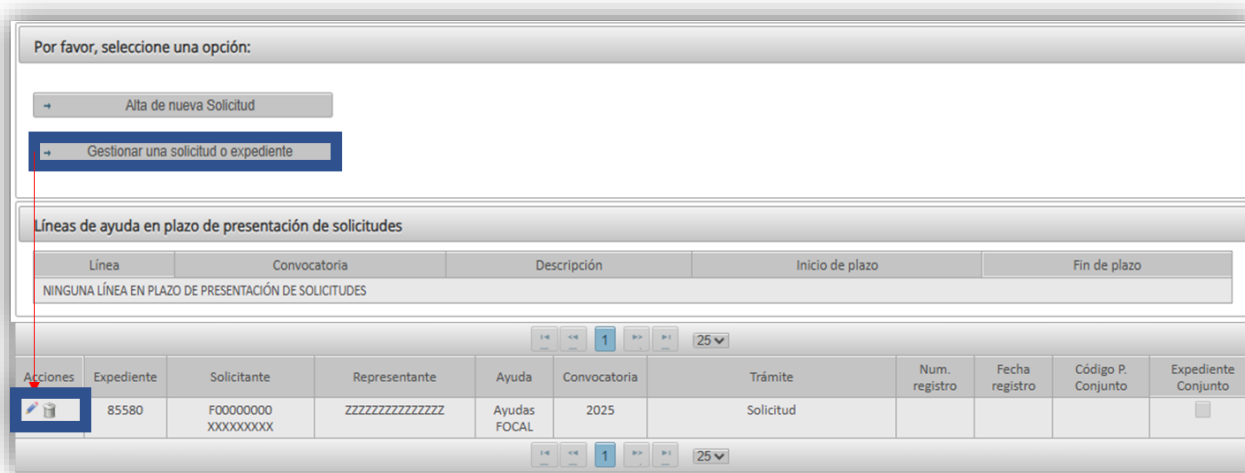 Por favor, seleccione una opción:
Alta de nueva Solicitud
Gestionar una solicitud o expediente
Líneas de ayuda en plazo de presentación de solicitudes
Línea Convocatoria Descripción Inicio de plazo Fin de plazo
NINGUNA LÍNEA EN PLAZO DE PRESENTACIÓN DE SOLICITUDES
1 25
Acciones Expediente Solicitante Representante Ayuda Convocatoria Trámite Num. registro Fecha registro Código P. Conjunto Expediente Conjunto
85580 F00000000 ZZZZZZZZZZZZZZZ Ayudas 2025 Solicitud
XXXXXXXXX FOCAL
1 25